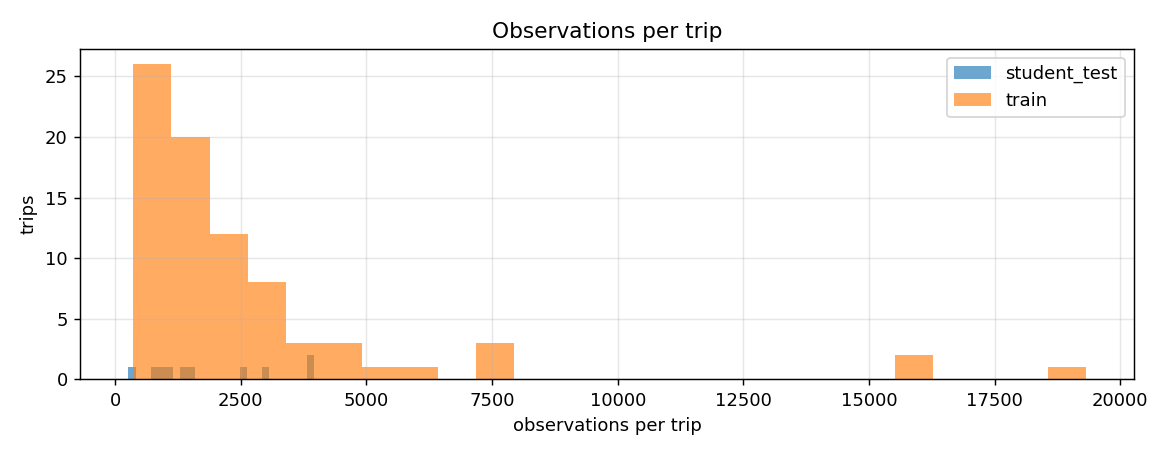 Observations per trip
student_test
train
trips
25
20
15
10
5
0
0 2500 5000 7500 10000 12500 15000 17500 20000
observations per trip